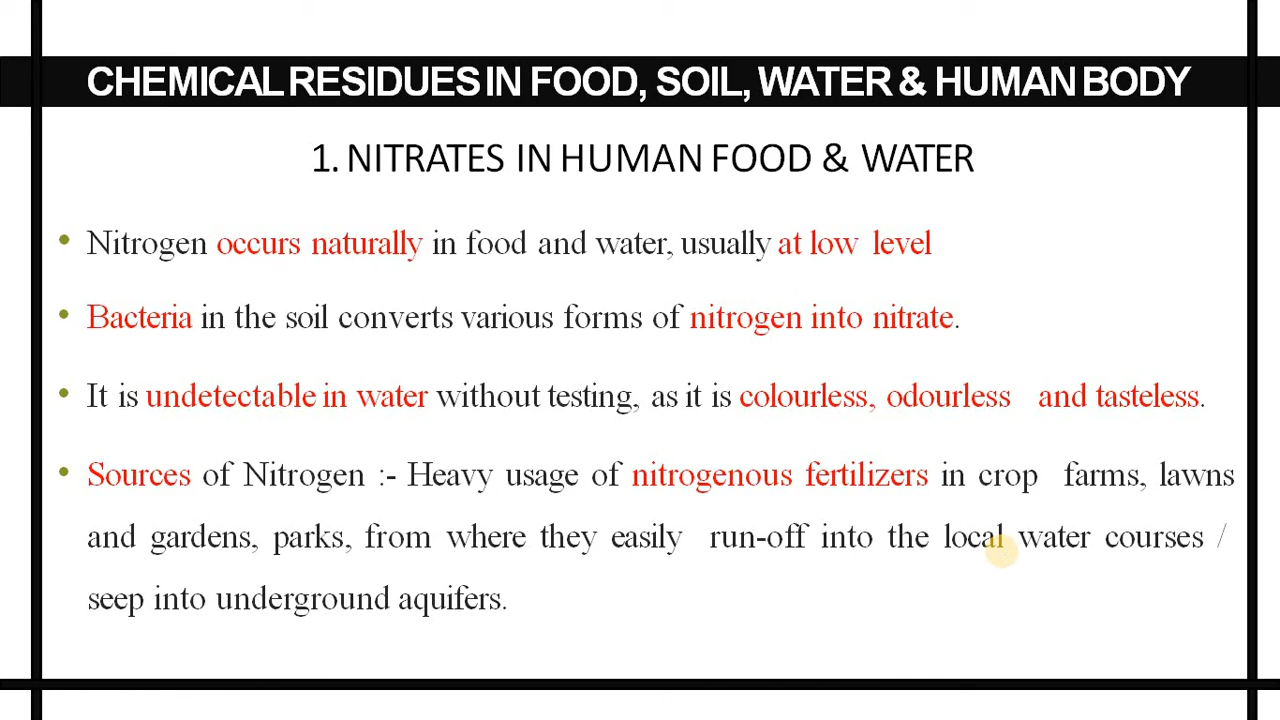 CHEMICAL RESIDUES IN FOOD, SOIL, WATER & HUMAN BODY
1. NITRATES IN HUMAN FOOD & WATER
• Nitrogen occurs naturally in food and water, usually at low level
• Bacteria in the soil converts various forms of nitrogen into nitrate.
• It is undetectable in water without testing, as it is colourless, odourless and tasteless.
• Sources of Nitrogen :- Heavy usage of nitrogenous fertilizers in crop farms, lawns
and gardens, parks, from where they easily run-off into the local water courses /
seep into underground aquifers.